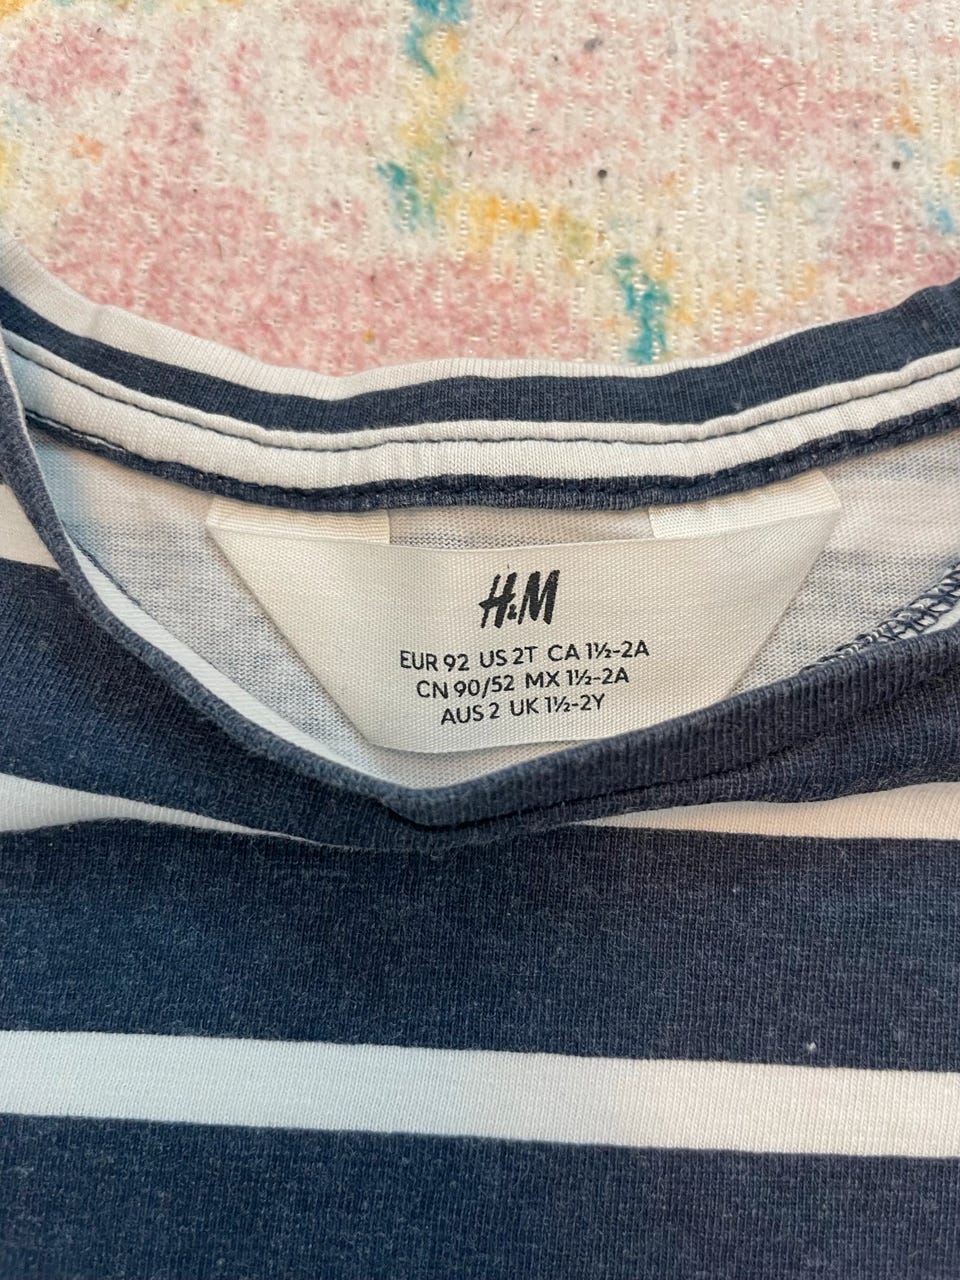 H&M
EUR 92 US 2T CA 1½-2A
CN 90/52 MX 1½-2A
AUS 2 UK 1½-2Y